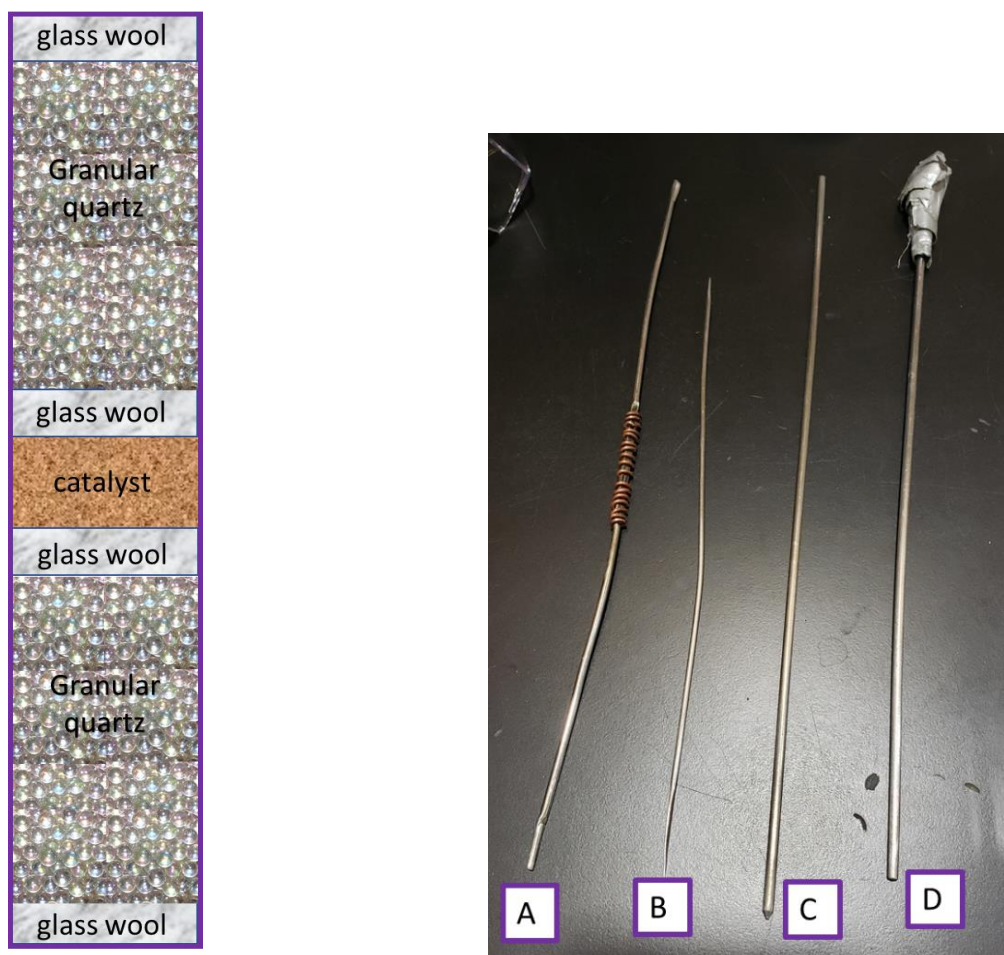 glass wool
Granular
quartz
glass wool
catalyst
glass wool
Granular
quartz
glass wool
A
B
C
D